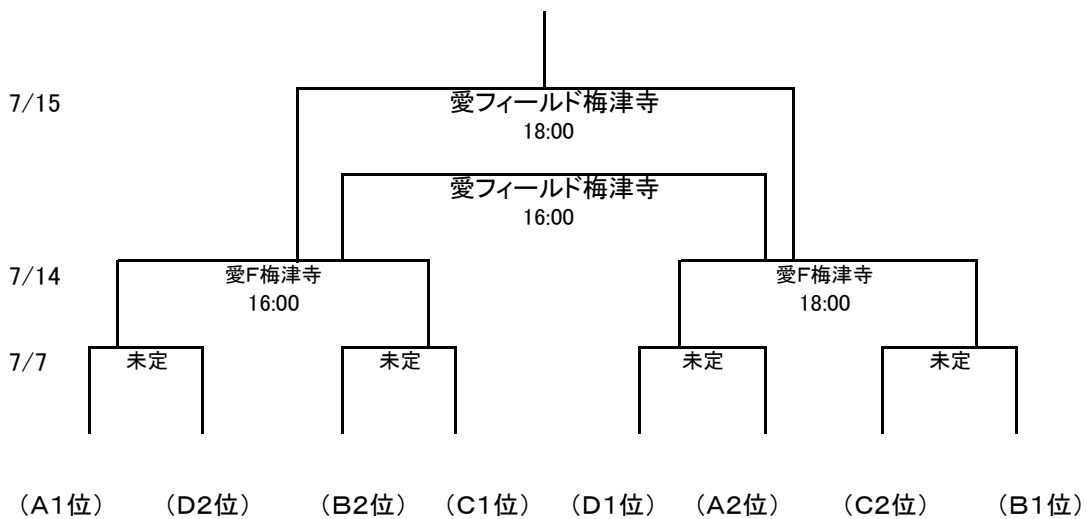 7/15
愛フィールド梅津寺
18:00
愛フィールド梅津寺
16:00
7/14
愛F梅津寺
16:00
愛F梅津寺
18:00
7/7
未定
未定
未定
未定
（A1位） （D2位） （B2位） （C1位） （D1位） （A2位） （C2位） （B1位）